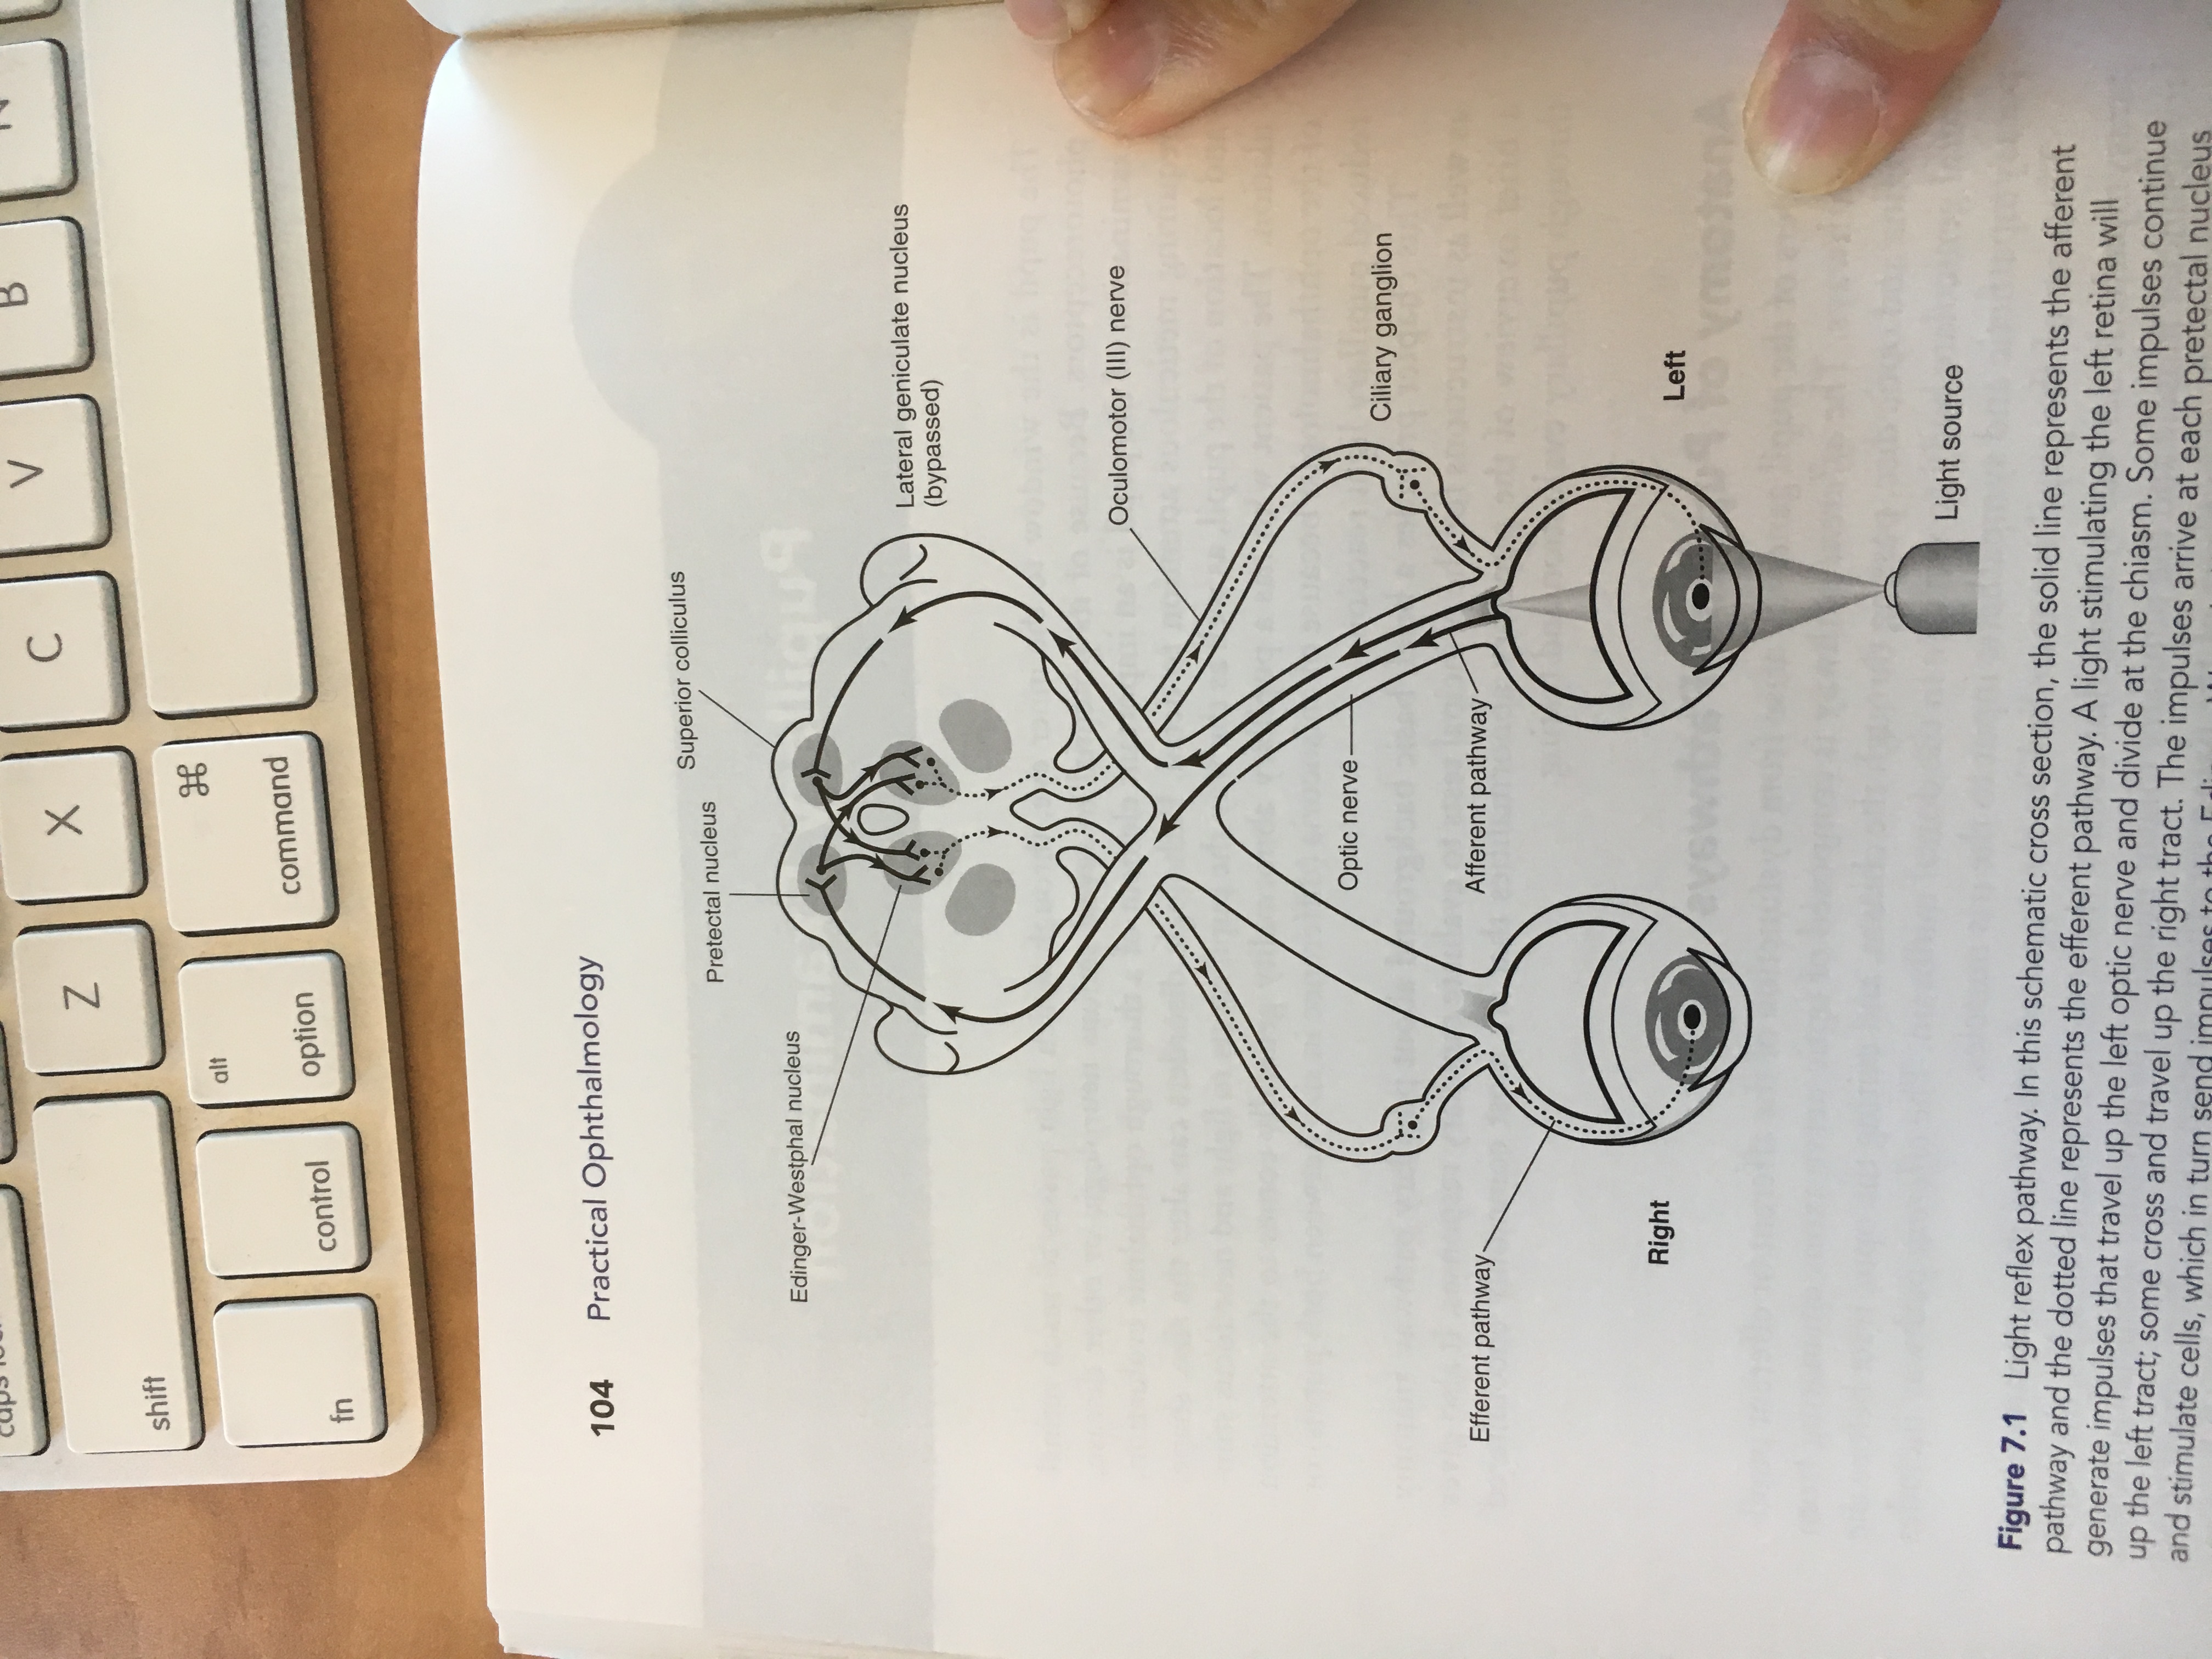 caps
Z
X
C
V
B
N
shift
fn
control
alt
option
⌘
command
104 Practical Ophthalmology
Superior colliculus
Pretectal nucleus
Edinger-Westphal nucleus
Lateral geniculate nucleus
(bypassed)
Oculomotor (III) nerve
Optic nerve
Ciliary ganglion
Efferent pathway
Afferent pathway
Right
Left
Light source
Figure 7.1 Light reflex pathway. In this schematic cross section, the solid line represents the afferent
pathway and the dotted line represents the efferent pathway. A light stimulating the left retina will
generate impulses that travel up the left optic nerve and divide at the chiasm. Some impulses continue
up the left tract; some cross and travel up the right tract. The impulses arrive at each pretectal nucleus
and stimulate cells, which in turn send impulses to the